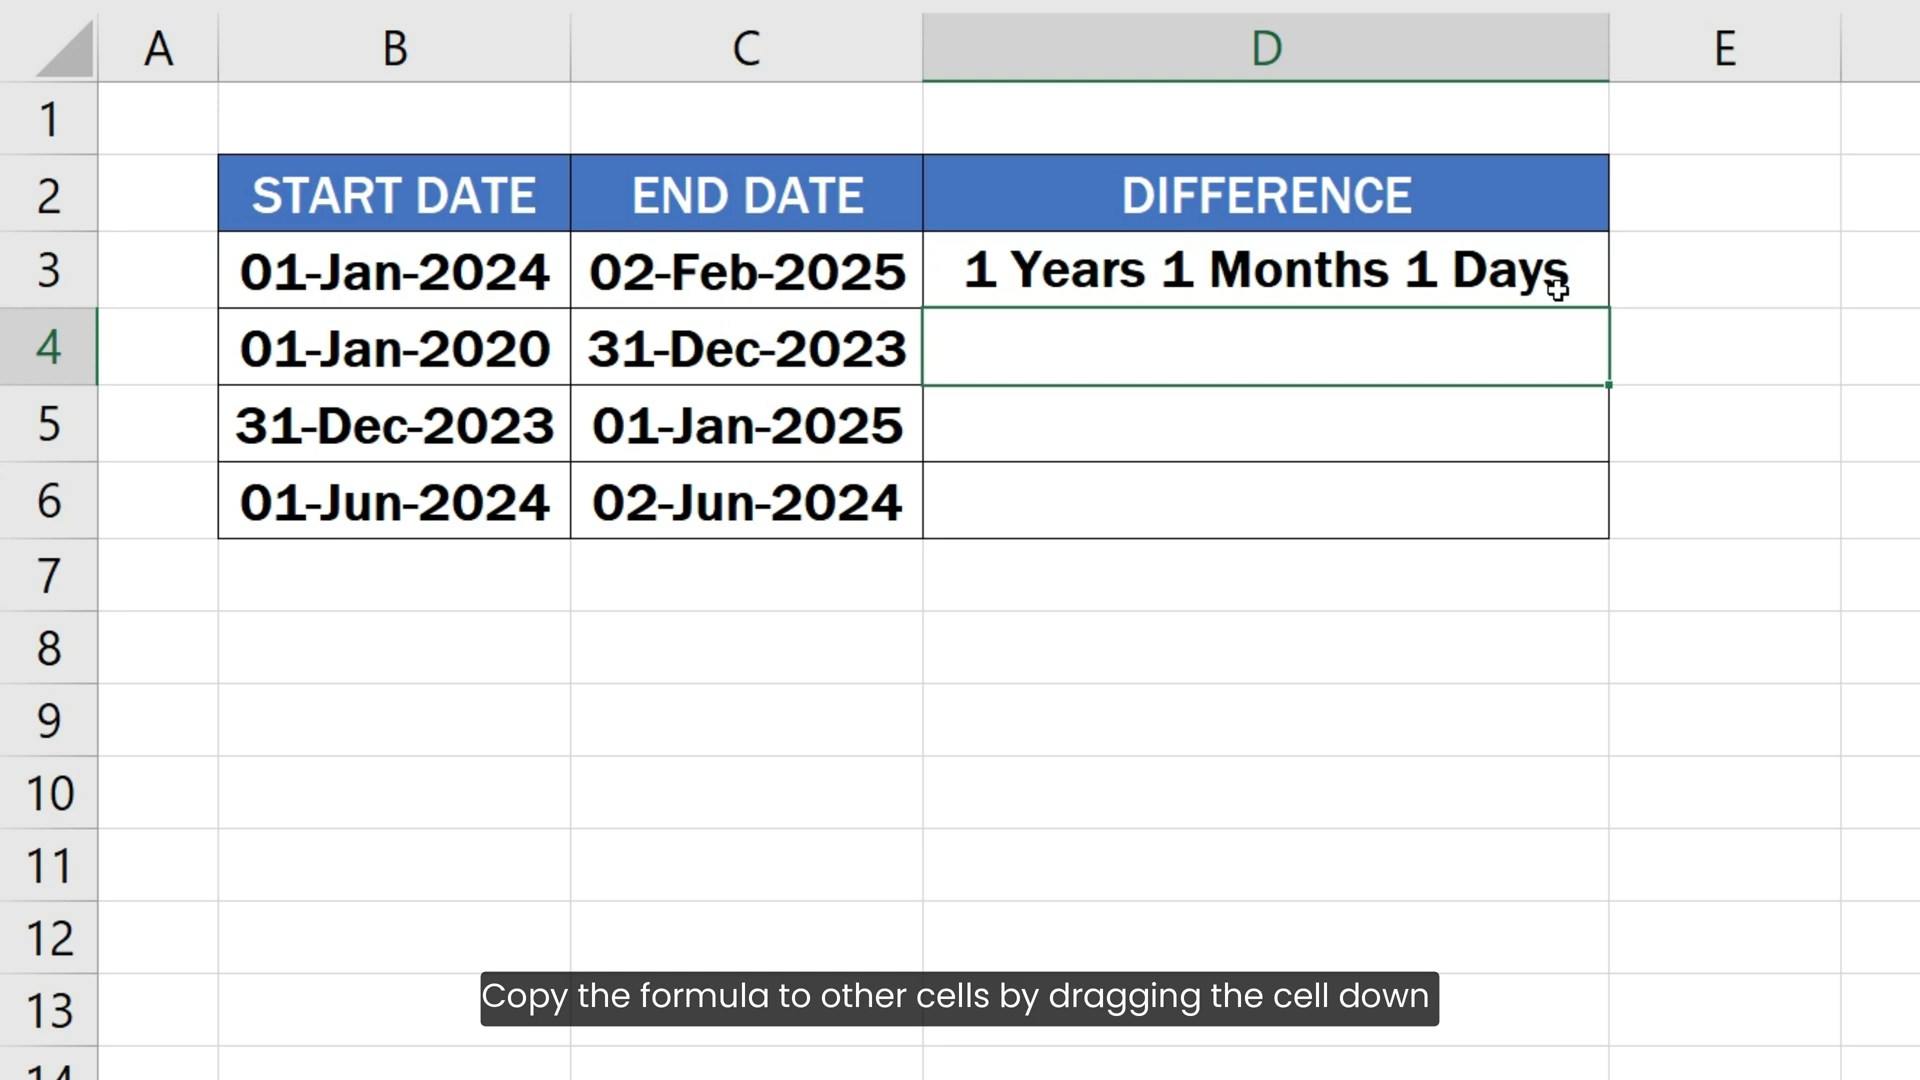 A B C D E
1
2 START DATE END DATE DIFFERENCE
3 01-Jan-2024 02-Feb-2025 1 Years 1 Months 1 Days
4 01-Jan-2020 31-Dec-2023
5 31-Dec-2023 01-Jan-2025
6 01-Jun-2024 02-Jun-2024
7
8
9
10
11
12
13
14
Copy the formula to other cells by dragging the cell down